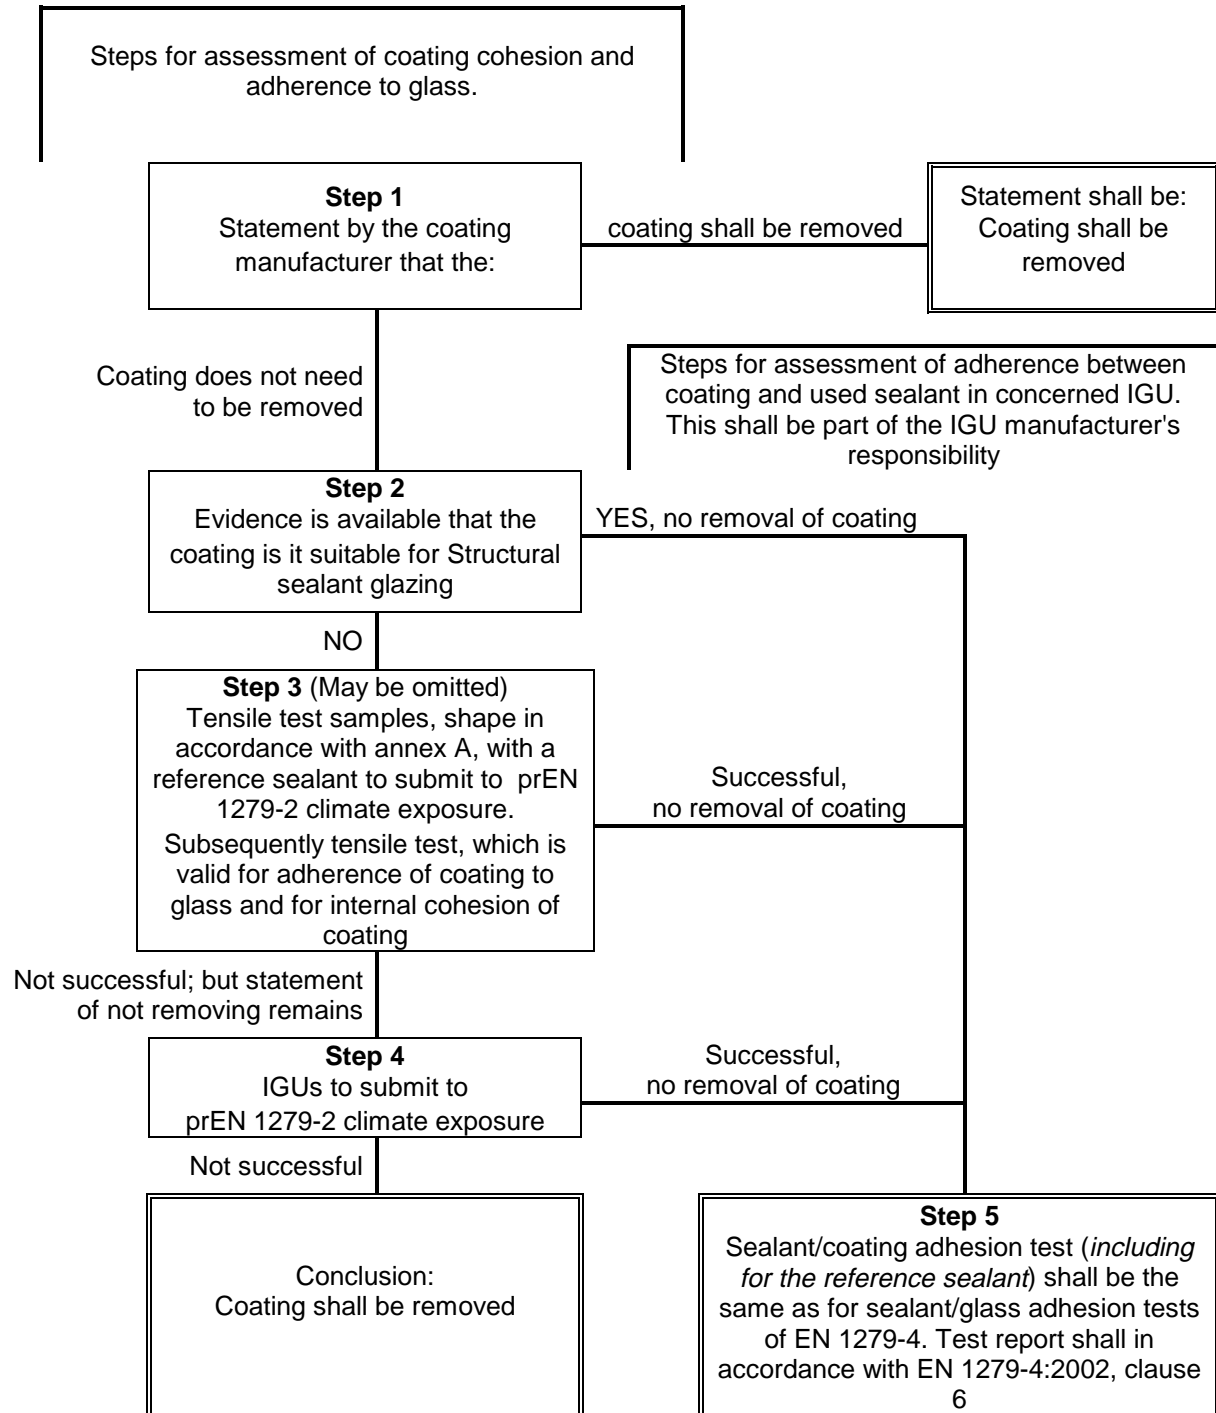 Steps for assessment of coating cohesion and
adherence to glass.
Step 1
Statement by the coating
manufacturer that the:
coating shall be removed
Statement shall be:
Coating shall be
removed
Coating does not need
to be removed
Steps for assessment of adherence between
coating and used sealant in concerned IGU.
This shall be part of the IGU manufacturer's
responsibility
Step 2
Evidence is available that the
coating is it suitable for Structural
sealant glazing
YES, no removal of coating
NO
Step 3 (May be omitted)
Tensile test samples, shape in
accordance with annex A, with a
reference sealant to submit to prEN
1279-2 climate exposure.
Subsequently tensile test, which is
valid for adherence of coating to
glass and for internal cohesion of
coating
Successful,
no removal of coating
Not successful; but statement
of not removing remains
Step 4
IGUs to submit to
prEN 1279-2 climate exposure
Successful,
no removal of coating
Not successful
Conclusion:
Coating shall be removed
Step 5
Sealant/coating adhesion test (including
for the reference sealant) shall be the
same as for sealant/glass adhesion tests
of EN 1279-4. Test report shall in
accordance with EN 1279-4:2002, clause
6